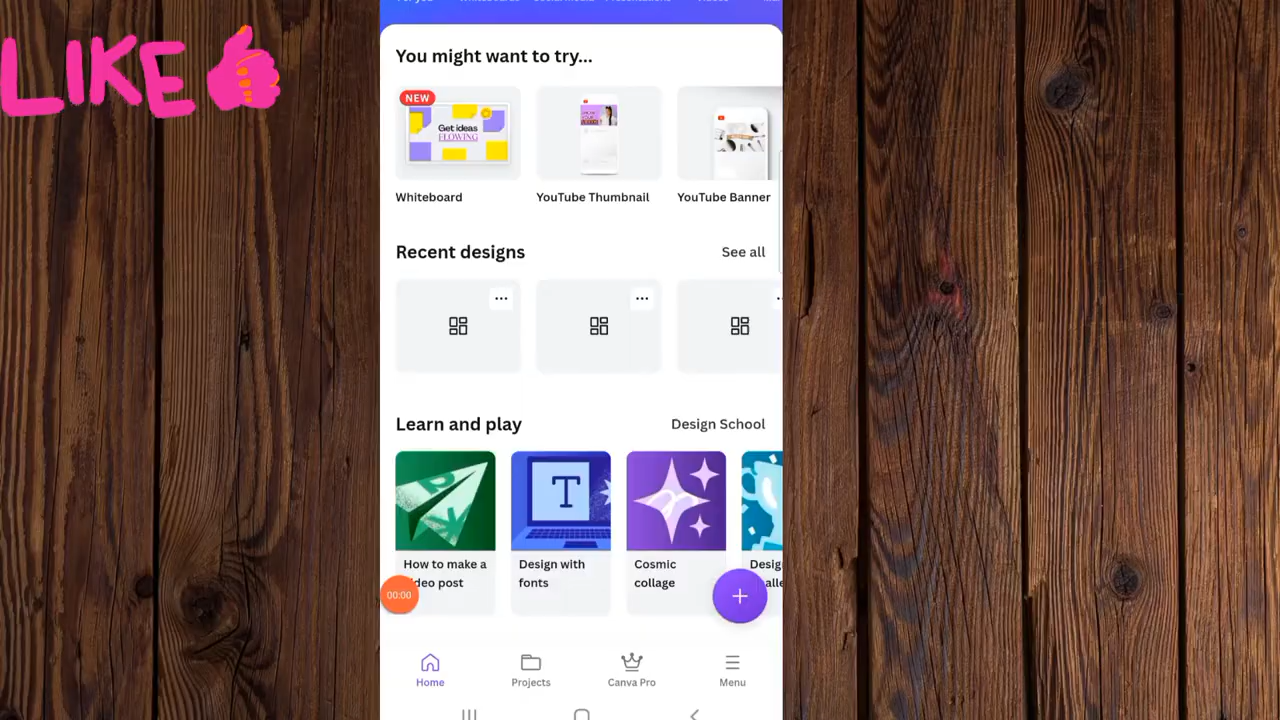 LIKE
You might want to try...
NEW
Get ideas
FLOWING
Whiteboard
YouTube Thumbnail
YouTube Banner
Recent designs
See all
Learn and play
Design School
How to make a
deo post
Design with
fonts
Cosmic
collage
00:00
Home
Projects
Canva Pro
Menu